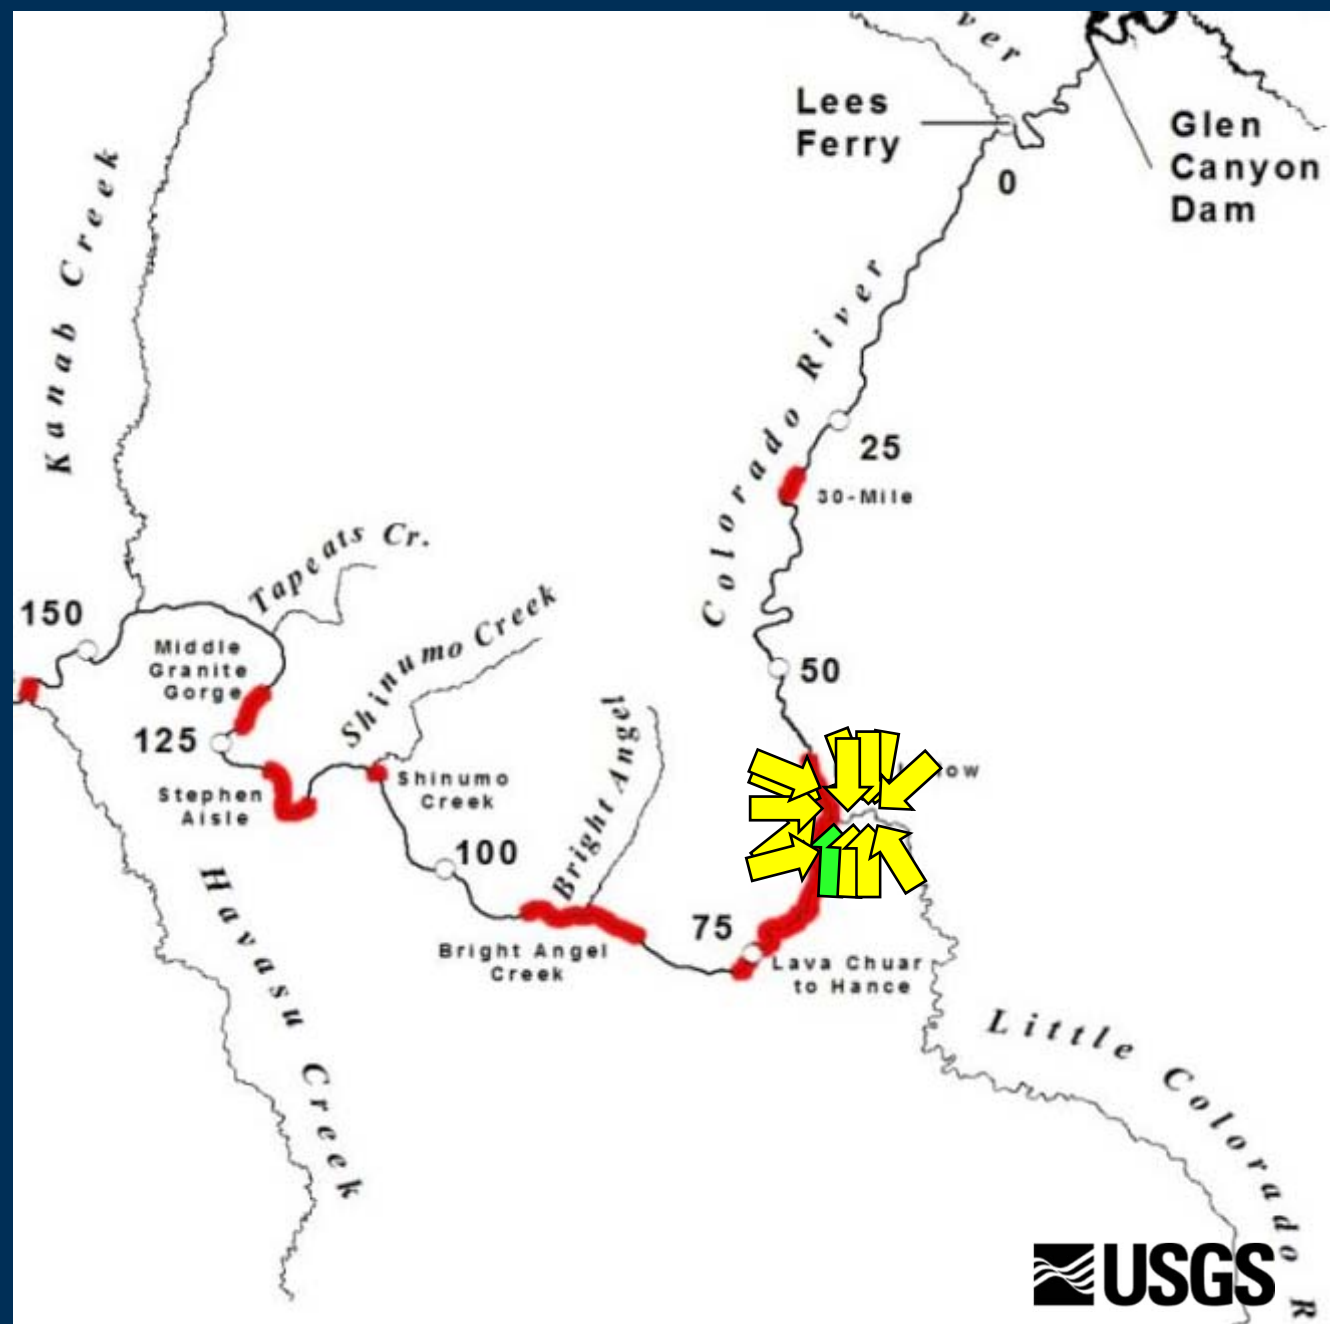 ver
Lees
Ferry
0
Glen
Canyon
Dam
Kanab Creek
Colorado River
25
30-Mile
Tapeats Cr.
150
Middle
Granite
Gorge
Shinumo Creek
50
125
Stephen
Aisle
Shinumo
Creek
Bright Angel
100
75
Bright Angel
Creek
Lava Chuar
to Hance
Havasu Creek
Little Colorado R
USGS